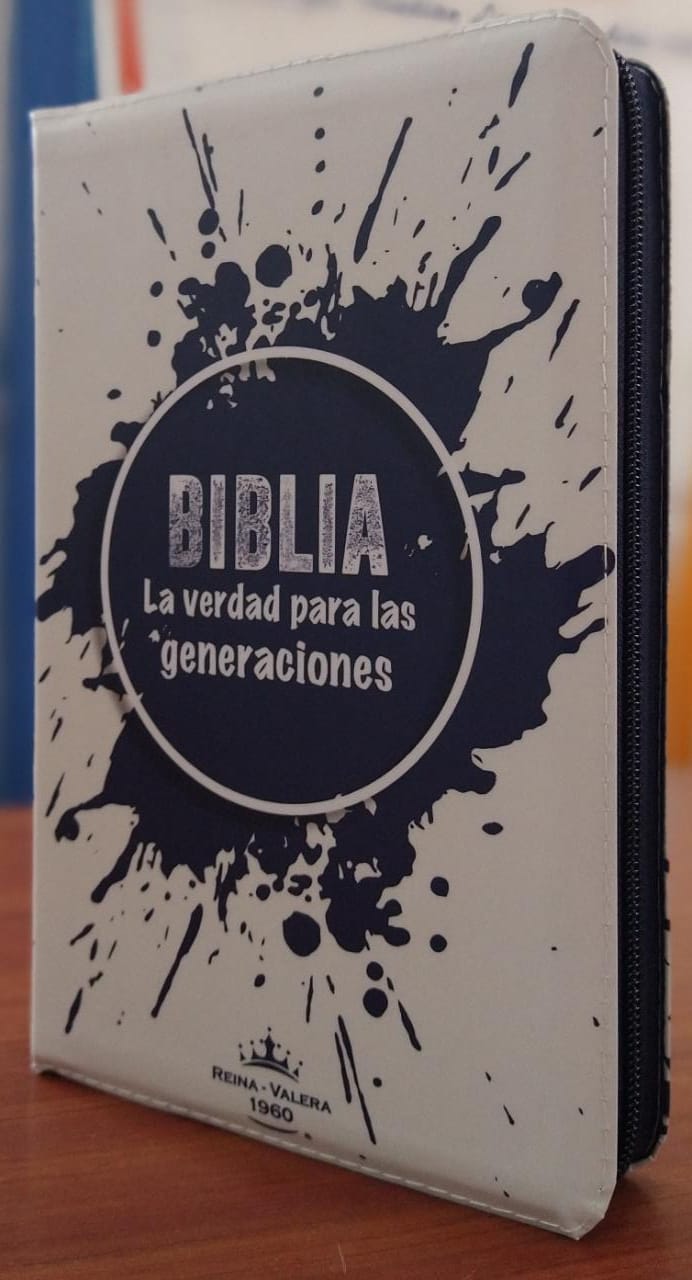 BIBLIA
La verdad para las
generaciones
REINA-VALERA
1960